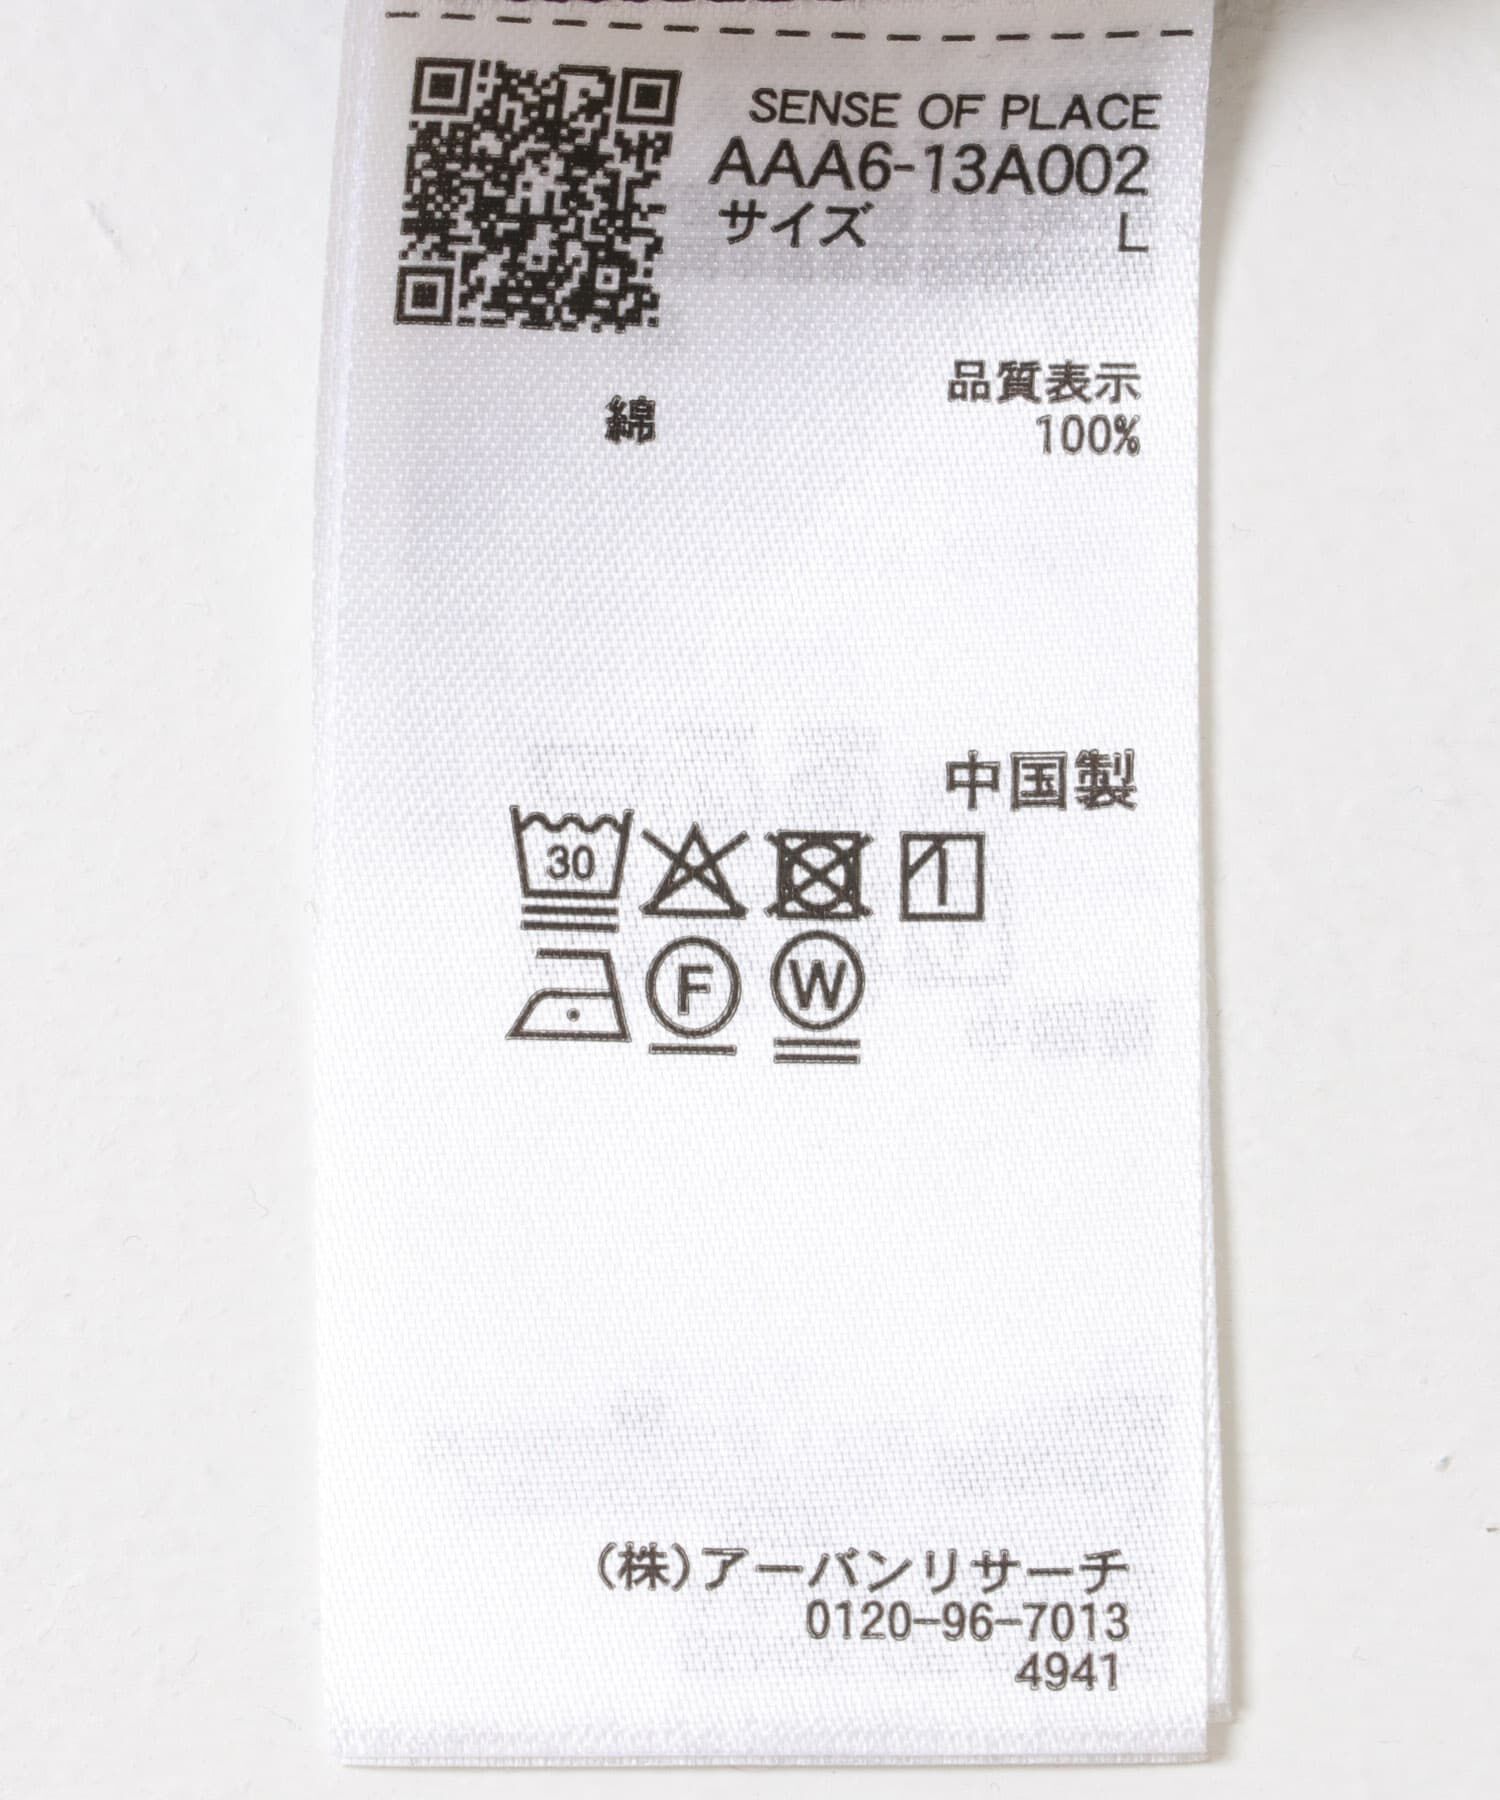 SENSE OF PLACE
AAA6-13A002
サイズ L
品質表示
綿 100%
中国製
30
F W
(株)アーバンリサーチ
0120-96-7013
4941